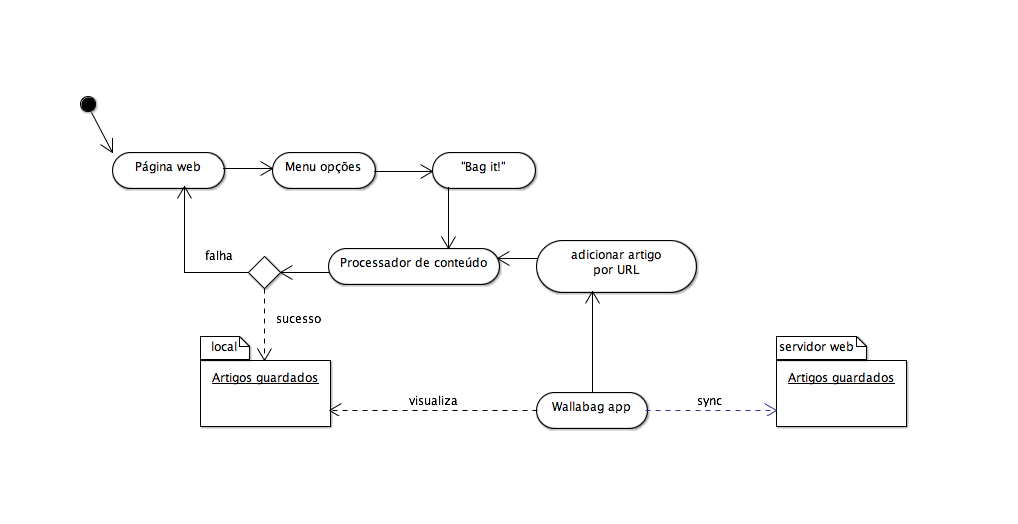 Página web
Menu opções
"Bag it!"
falha
Processador de conteúdo
adicionar artigo
por URL
sucesso
local
servidor web
Artigos guardados
Artigos guardados
visualiza
Wallabag app
sync